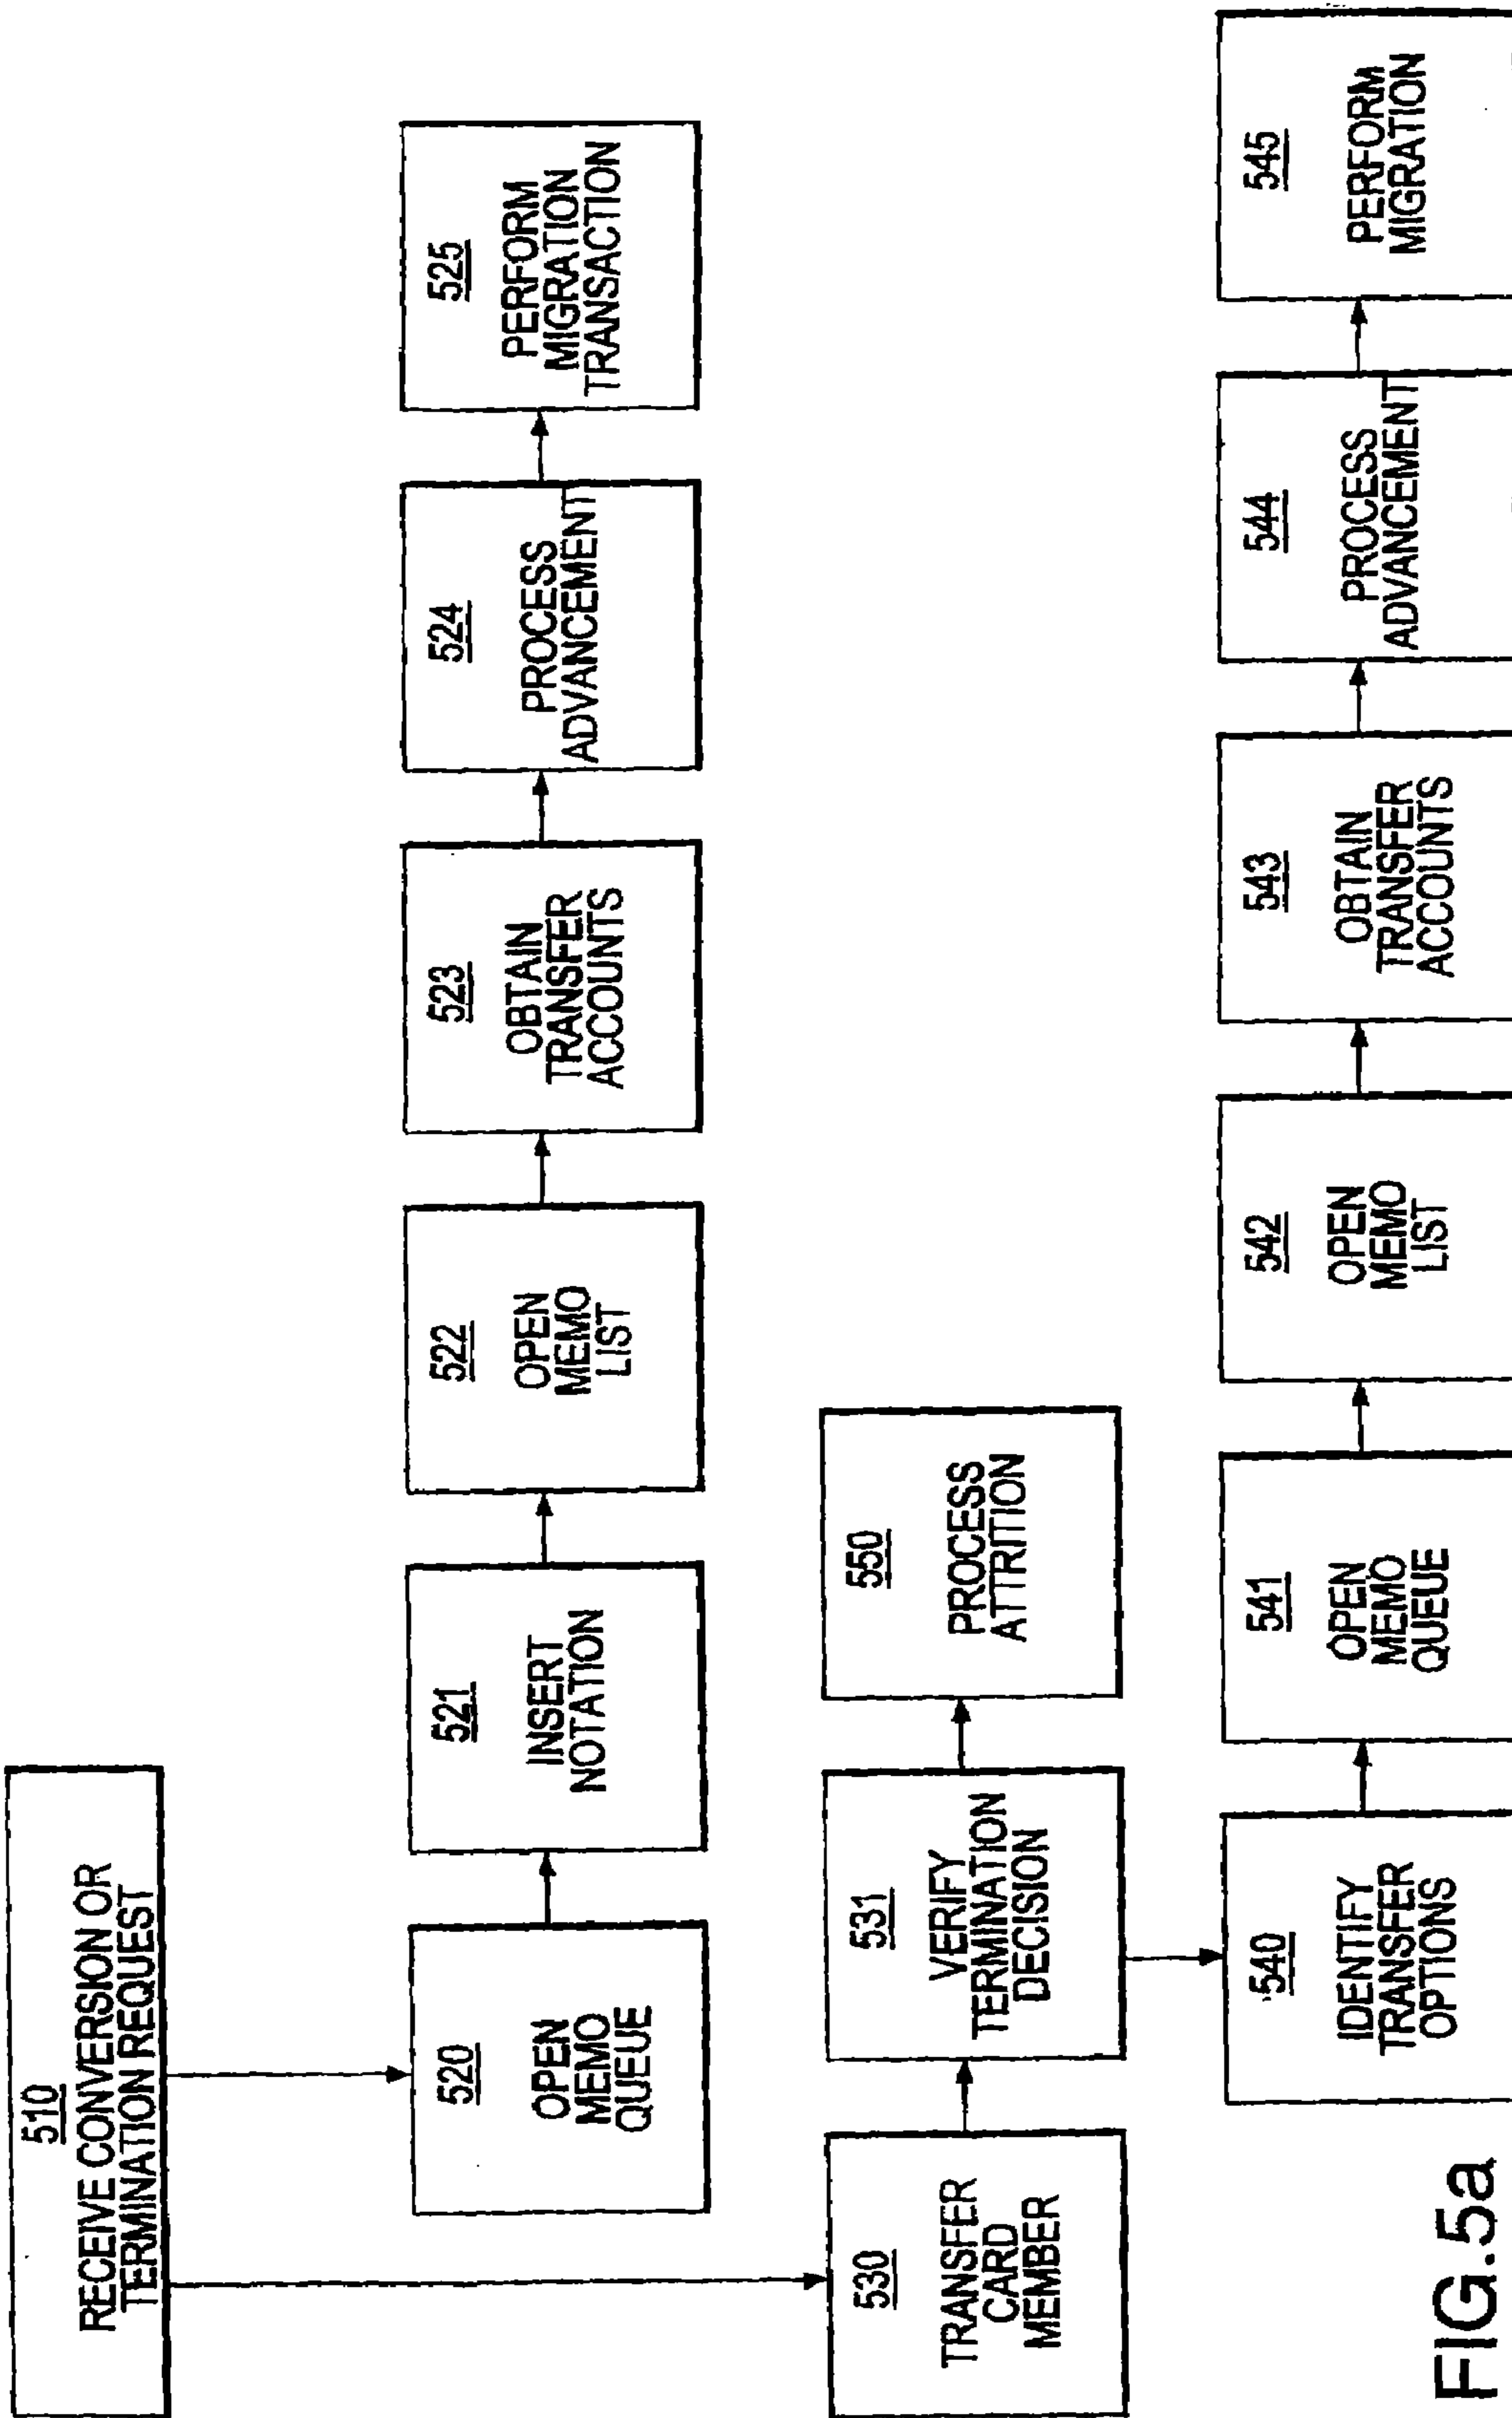 510
RECEIVE CONVERSION OR
TERMINATION REQUEST
520
OPEN
MEMO
QUEUE
521
INSERT
NOTATION
522
OPEN
MEMO
LIST
523
OBTAIN
TRANSFER
ACCOUNTS
524
PROCESS
ADVANCEMENT
525
PERFORM
MIGRATION
TRANSACTION
530
TRANSFER
CARD
MEMBER
531
VERIFY
TERMINATION
DECISION
550
PROCESS
ATTRITION
540
IDENTIFY
TRANSFER
OPTIONS
541
OPEN
MEMO
QUEUE
542
OPEN
MEMO
LIST
543
OBTAIN
TRANSFER
ACCOUNTS
544
PROCESS
ADVANCEMENT
545
PERFORM
MIGRATION
FIG.5a